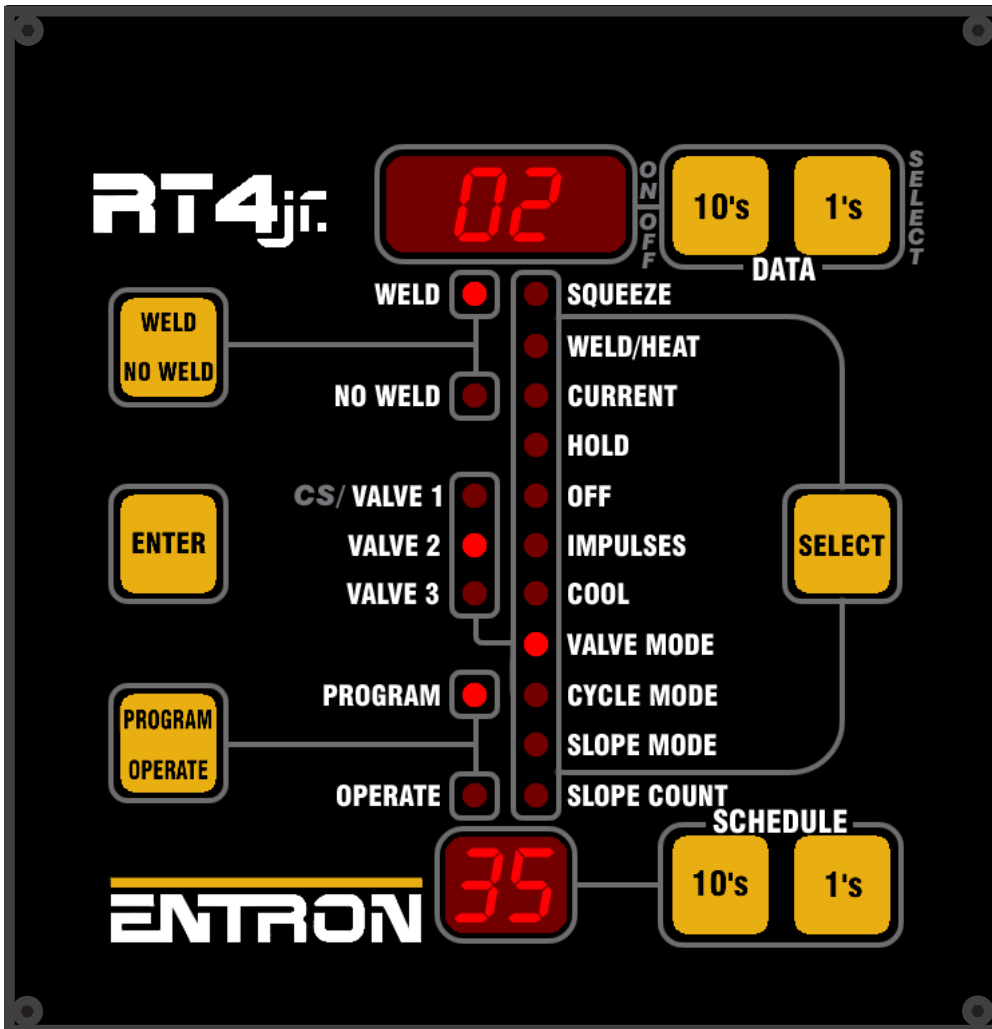 RT4jr.
02
ON
OFF
10's
1's
SELECT
DATA
WELD
NO WELD
WELD
NO WELD
SQUEEZE
WELD/HEAT
CURRENT
HOLD
OFF
IMPULSES
COOL
VALVE MODE
CYCLE MODE
SLOPE MODE
SLOPE COUNT
ENTER
CS/ VALVE 1
VALVE 2
VALVE 3
SELECT
PROGRAM
OPERATE
PROGRAM
OPERATE
ENTRON
35
SCHEDULE
10's
1's